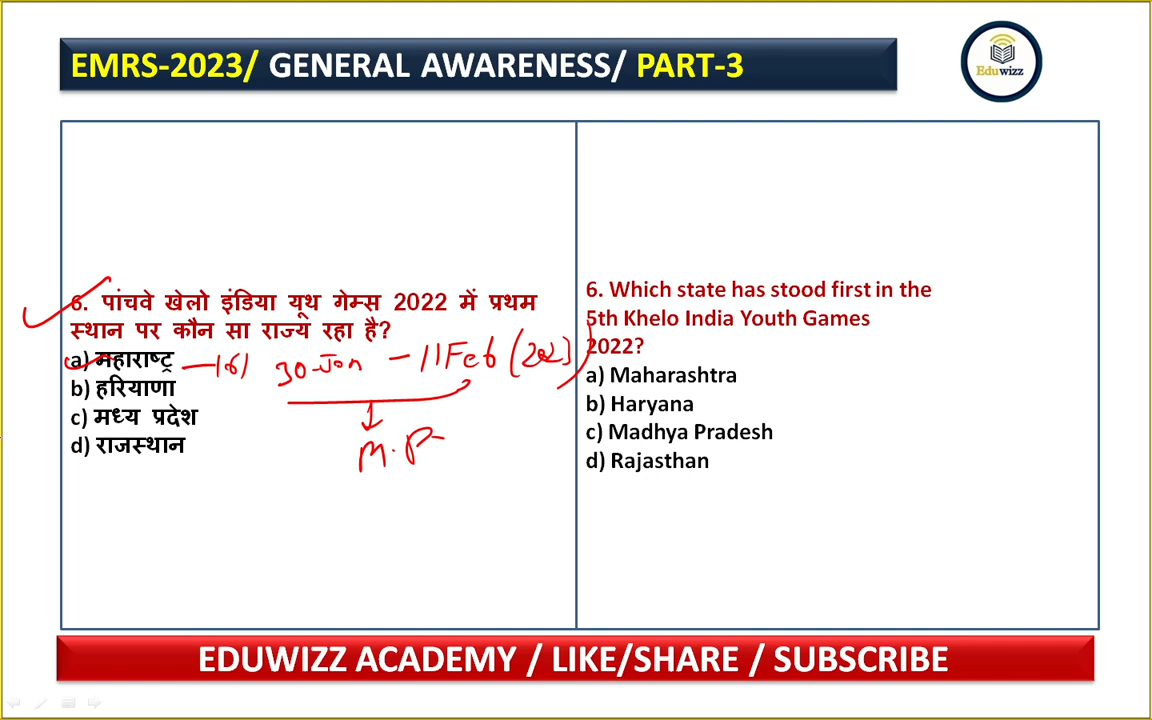 EMRS-2023/ GENERAL AWARENESS/ PART-3
Eduwizz
6. पांचवे खेलो इंडिया यूथ गेम्स 2022 में प्रथम
स्थान पर कौन सा राज्य रहा है?
a) महाराष्ट्र - 161 30-Jan - 11 Feb
b) हरियाणा
c) मध्य प्रदेश
d) राजस्थान
M.P
6. Which state has stood first in the
5th Khelo India Youth Games
2022?
a) Maharashtra
b) Haryana
c) Madhya Pradesh
d) Rajasthan
EDUWIZZ ACADEMY / LIKE/SHARE / SUBSCRIBE